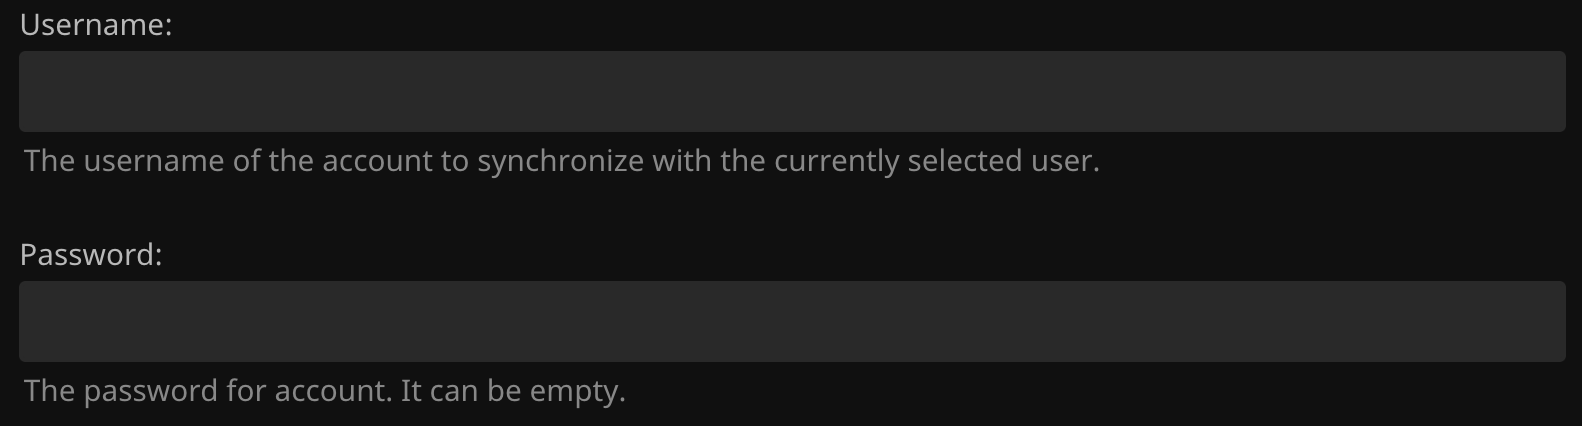 Username:
The username of the account to synchronize with the currently selected user.
Password:
The password for account. It can be empty.